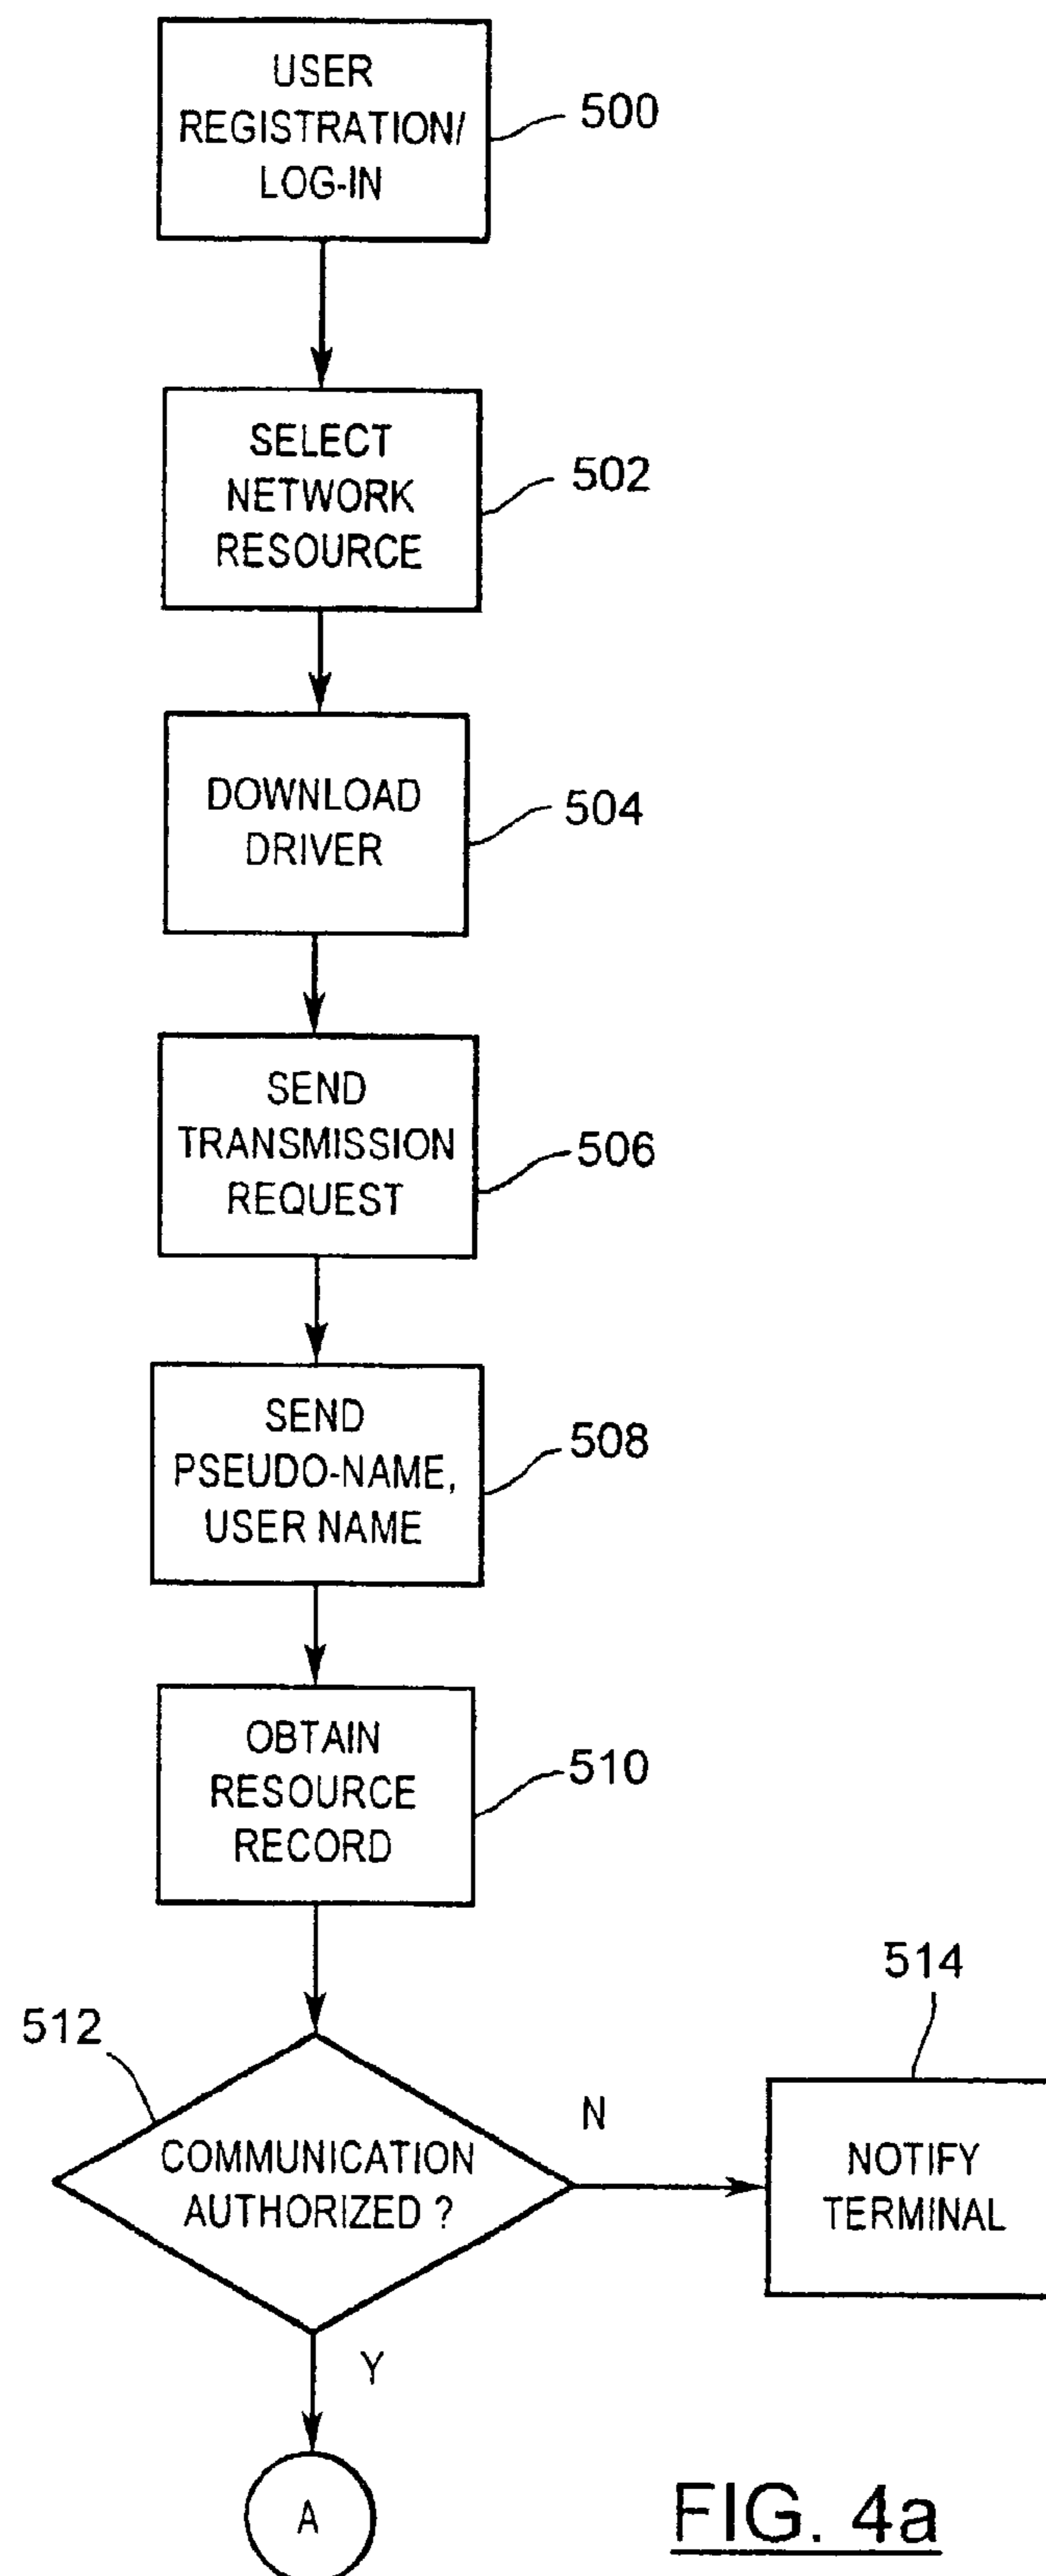 USER
REGISTRATION/
LOG-IN
500
SELECT
NETWORK
RESOURCE
502
DOWNLOAD
DRIVER
504
SEND
TRANSMISSION
REQUEST
506
SEND
PSEUDO-NAME,
USER NAME
508
OBTAIN
RESOURCE
RECORD
510
512
COMMUNICATION
AUTHORIZED ?
N
514
NOTIFY
TERMINAL
Y
A
FIG. 4a